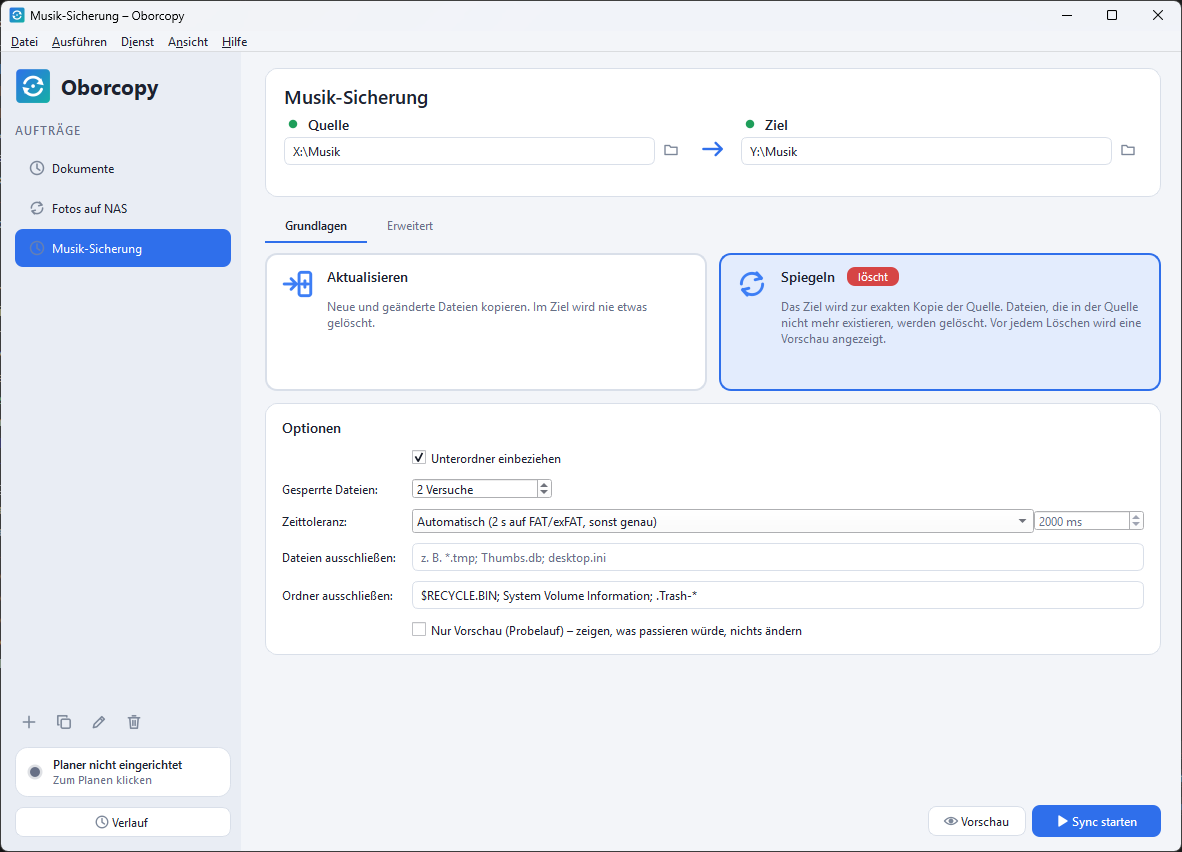 Musik-Sicherung – Oborcopy
Datei Ausführen Dienst Ansicht Hilfe
Oborcopy
AUFTRÄGE
Dokumente
Fotos auf NAS
Musik-Sicherung
Planer nicht eingerichtet
Zum Planen klicken
Verlauf
Musik-Sicherung
Quelle
X:\Musik
Ziel
Y:\Musik
Grundlagen Erweitert
Aktualisieren
Neue und geänderte Dateien kopieren. Im Ziel wird nie etwas
gelöscht.
Spiegeln löscht
Das Ziel wird zur exakten Kopie der Quelle. Dateien, die in der Quelle
nicht mehr existieren, werden gelöscht. Vor jedem Löschen wird eine
Vorschau angezeigt.
Optionen
Unterordner einbeziehen
Gesperrte Dateien: 2 Versuche
Zeittoleranz: Automatisch (2 s auf FAT/exFAT, sonst genau) 2000 ms
Dateien ausschließen: z. B. *.tmp; Thumbs.db; desktop.ini
Ordner ausschließen: $RECYCLE.BIN; System Volume Information; .Trash-*
Nur Vorschau (Probelauf) – zeigen, was passieren würde, nichts ändern
Vorschau Sync starten